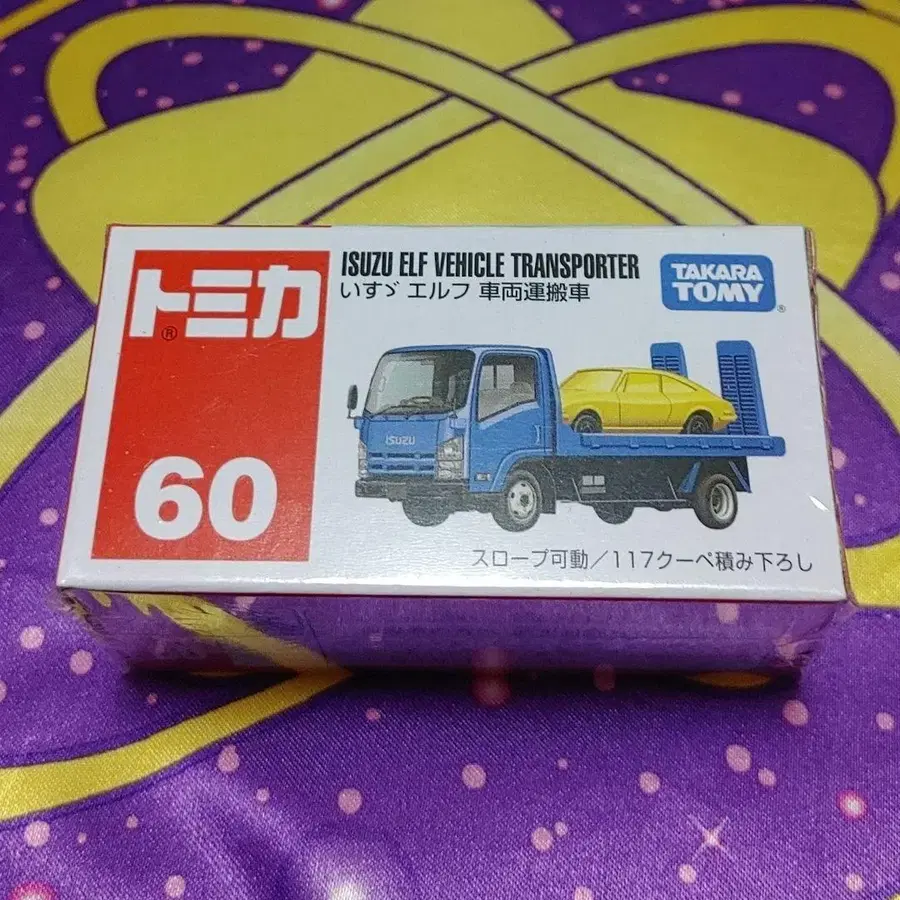 トミカ®
60
ISUZU ELF VEHICLE TRANSPORTER
いすゞ エルフ 車両運搬車
TAKARA
TOMY®
ISUZU
スロープ可動/117クーペ積み下ろし